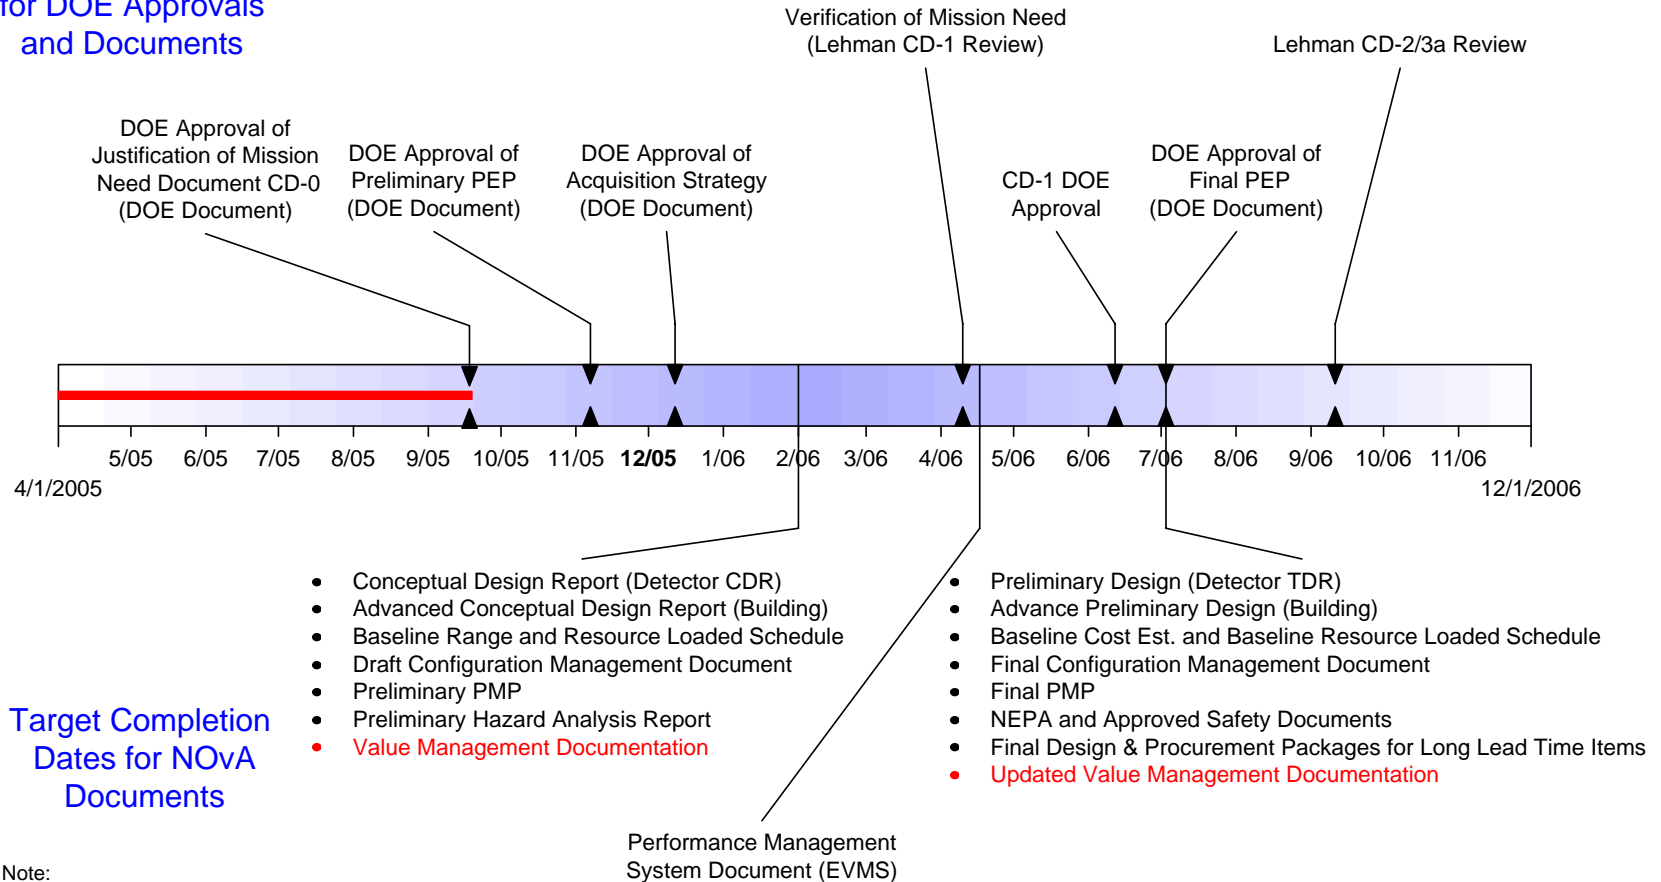 for DOE Approvals
and Documents
Verification of Mission Need
(Lehman CD-1 Review)
Lehman CD-2/3a Review
DOE Approval of
Justification of Mission
Need Document CD-0
(DOE Document)
DOE Approval of
Preliminary PEP
(DOE Document)
DOE Approval of
Acquisition Strategy
(DOE Document)
CD-1 DOE
Approval
DOE Approval of
Final PEP
(DOE Document)
5/05 6/05 7/05 8/05 9/05 10/05 11/05 12/05 1/06 2/06 3/06 4/06 5/06 6/06 7/06 8/06 9/06 10/06 11/06
4/1/2005 12/1/2006
• Conceptual Design Report (Detector CDR)
• Advanced Conceptual Design Report (Building)
• Baseline Range and Resource Loaded Schedule
• Draft Configuration Management Document
• Preliminary PMP
• Preliminary Hazard Analysis Report
• Value Management Documentation
• Preliminary Design (Detector TDR)
• Advance Preliminary Design (Building)
• Baseline Cost Est. and Baseline Resource Loaded Schedule
• Final Configuration Management Document
• Final PMP
• NEPA and Approved Safety Documents
• Final Design & Procurement Packages for Long Lead Time Items
• Updated Value Management Documentation
Target Completion
Dates for NOvA
Documents
Performance Management
System Document (EVMS)
Note: